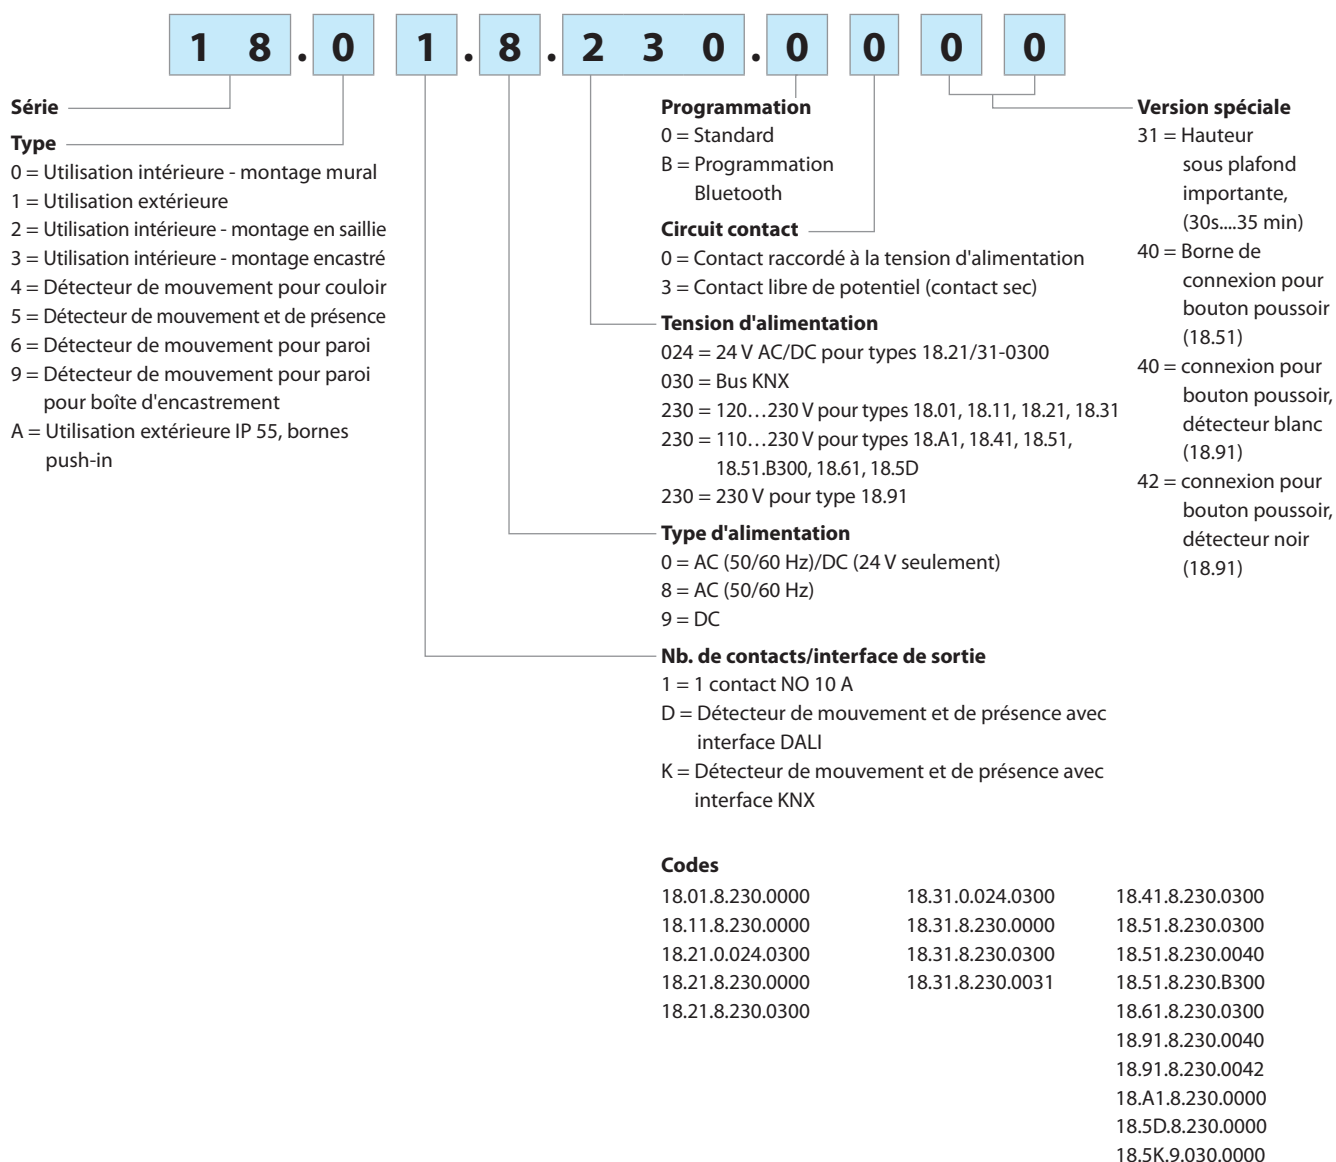 1 8 . 0 1 . 8 . 2 3 0 . 0 0 0 0
Série
Type
0 = Utilisation intérieure - montage mural
1 = Utilisation extérieure
2 = Utilisation intérieure - montage en saillie
3 = Utilisation intérieure - montage encastré
4 = Détecteur de mouvement pour couloir
5 = Détecteur de mouvement et de présence
6 = Détecteur de mouvement pour paroi
9 = Détecteur de mouvement pour paroi
pour boîte d'encastrement
A = Utilisation extérieure IP 55, bornes
push-in
Programmation
0 = Standard
B = Programmation
Bluetooth
Circuit contact
0 = Contact raccordé à la tension d'alimentation
3 = Contact libre de potentiel (contact sec)
Tension d'alimentation
024 = 24 V AC/DC pour types 18.21/31-0300
030 = Bus KNX
230 = 120…230 V pour types 18.01, 18.11, 18.21, 18.31
230 = 110…230 V pour types 18.A1, 18.41, 18.51,
18.51.B300, 18.61, 18.5D
230 = 230 V pour type 18.91
Type d'alimentation
0 = AC (50/60 Hz)/DC (24 V seulement)
8 = AC (50/60 Hz)
9 = DC
Nb. de contacts/interface de sortie
1 = 1 contact NO 10 A
D = Détecteur de mouvement et de présence avec
interface DALI
K = Détecteur de mouvement et de présence avec
interface KNX
Version spéciale
31 = Hauteur
sous plafond
importante,
(30s....35 min)
40 = Borne de
connexion pour
bouton poussoir
(18.51)
40 = connexion pour
bouton poussoir,
détecteur blanc
(18.91)
42 = connexion pour
bouton poussoir,
détecteur noir
(18.91)
Codes
18.01.8.230.0000
18.11.8.230.0000
18.21.0.024.0300
18.21.8.230.0000
18.21.8.230.0300
18.31.0.024.0300
18.31.8.230.0000
18.31.8.230.0300
18.31.8.230.0031
18.41.8.230.0300
18.51.8.230.0300
18.51.8.230.0040
18.51.8.230.B300
18.61.8.230.0300
18.91.8.230.0040
18.91.8.230.0042
18.A1.8.230.0000
18.5D.8.230.0000
18.5K.9.030.0000